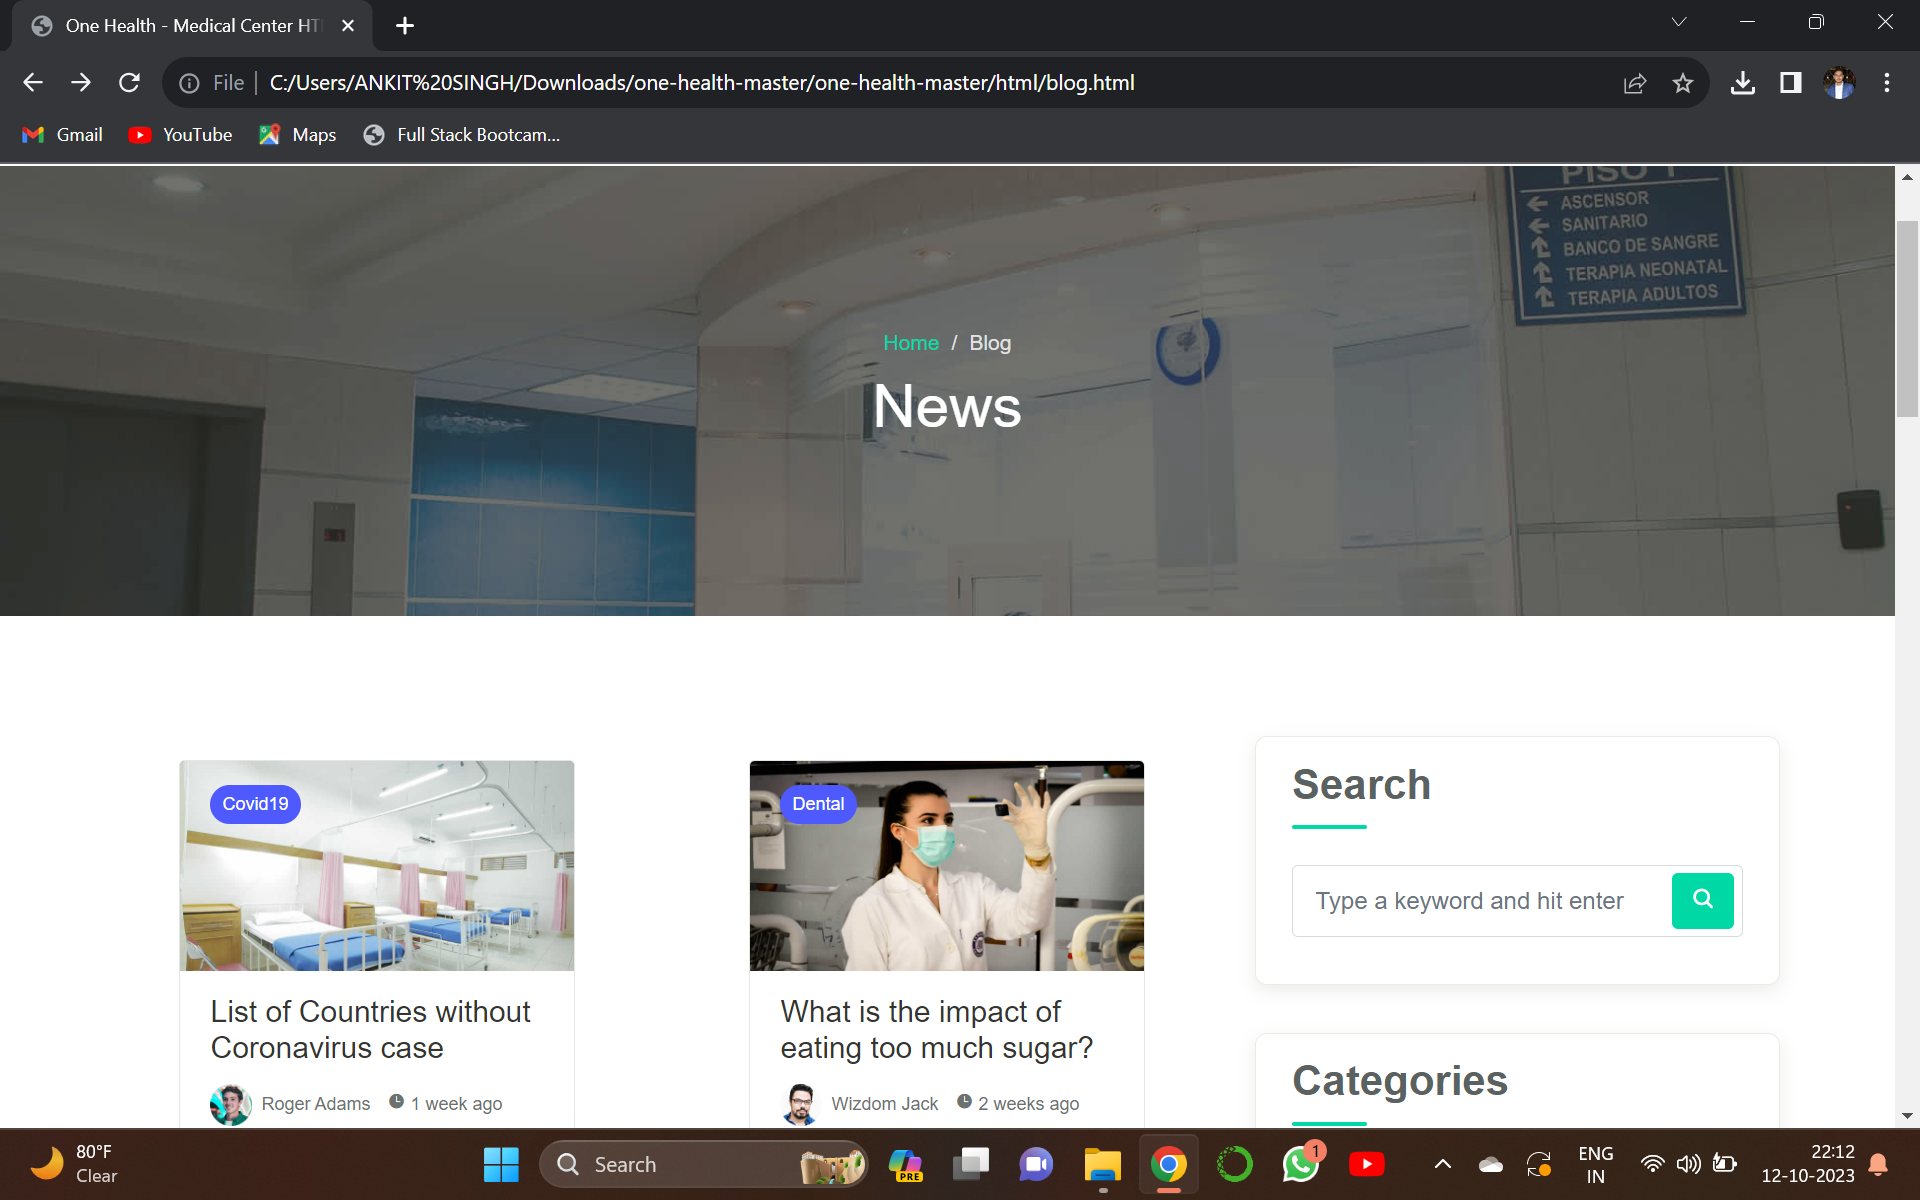 One Health - Medical Center HT
File
C:/Users/ANKIT%20SINGH/Downloads/one-health-master/one-health-master/html/blog.html
Gmail
YouTube
Maps
Full Stack Bootcam...
PISO 1
ASCENSOR
SANITARIO
BANCO DE SANGRE
TERAPIA NEONATAL
TERAPIA ADULTOS
Home / Blog
News
Covid19
List of Countries without
Coronavirus case
Roger Adams 1 week ago
Dental
What is the impact of
eating too much sugar?
Wizdom Jack 2 weeks ago
Search
Type a keyword and hit enter
Categories
80°F
Clear
Search
PRE
1
ENG
IN
22:12
12-10-2023